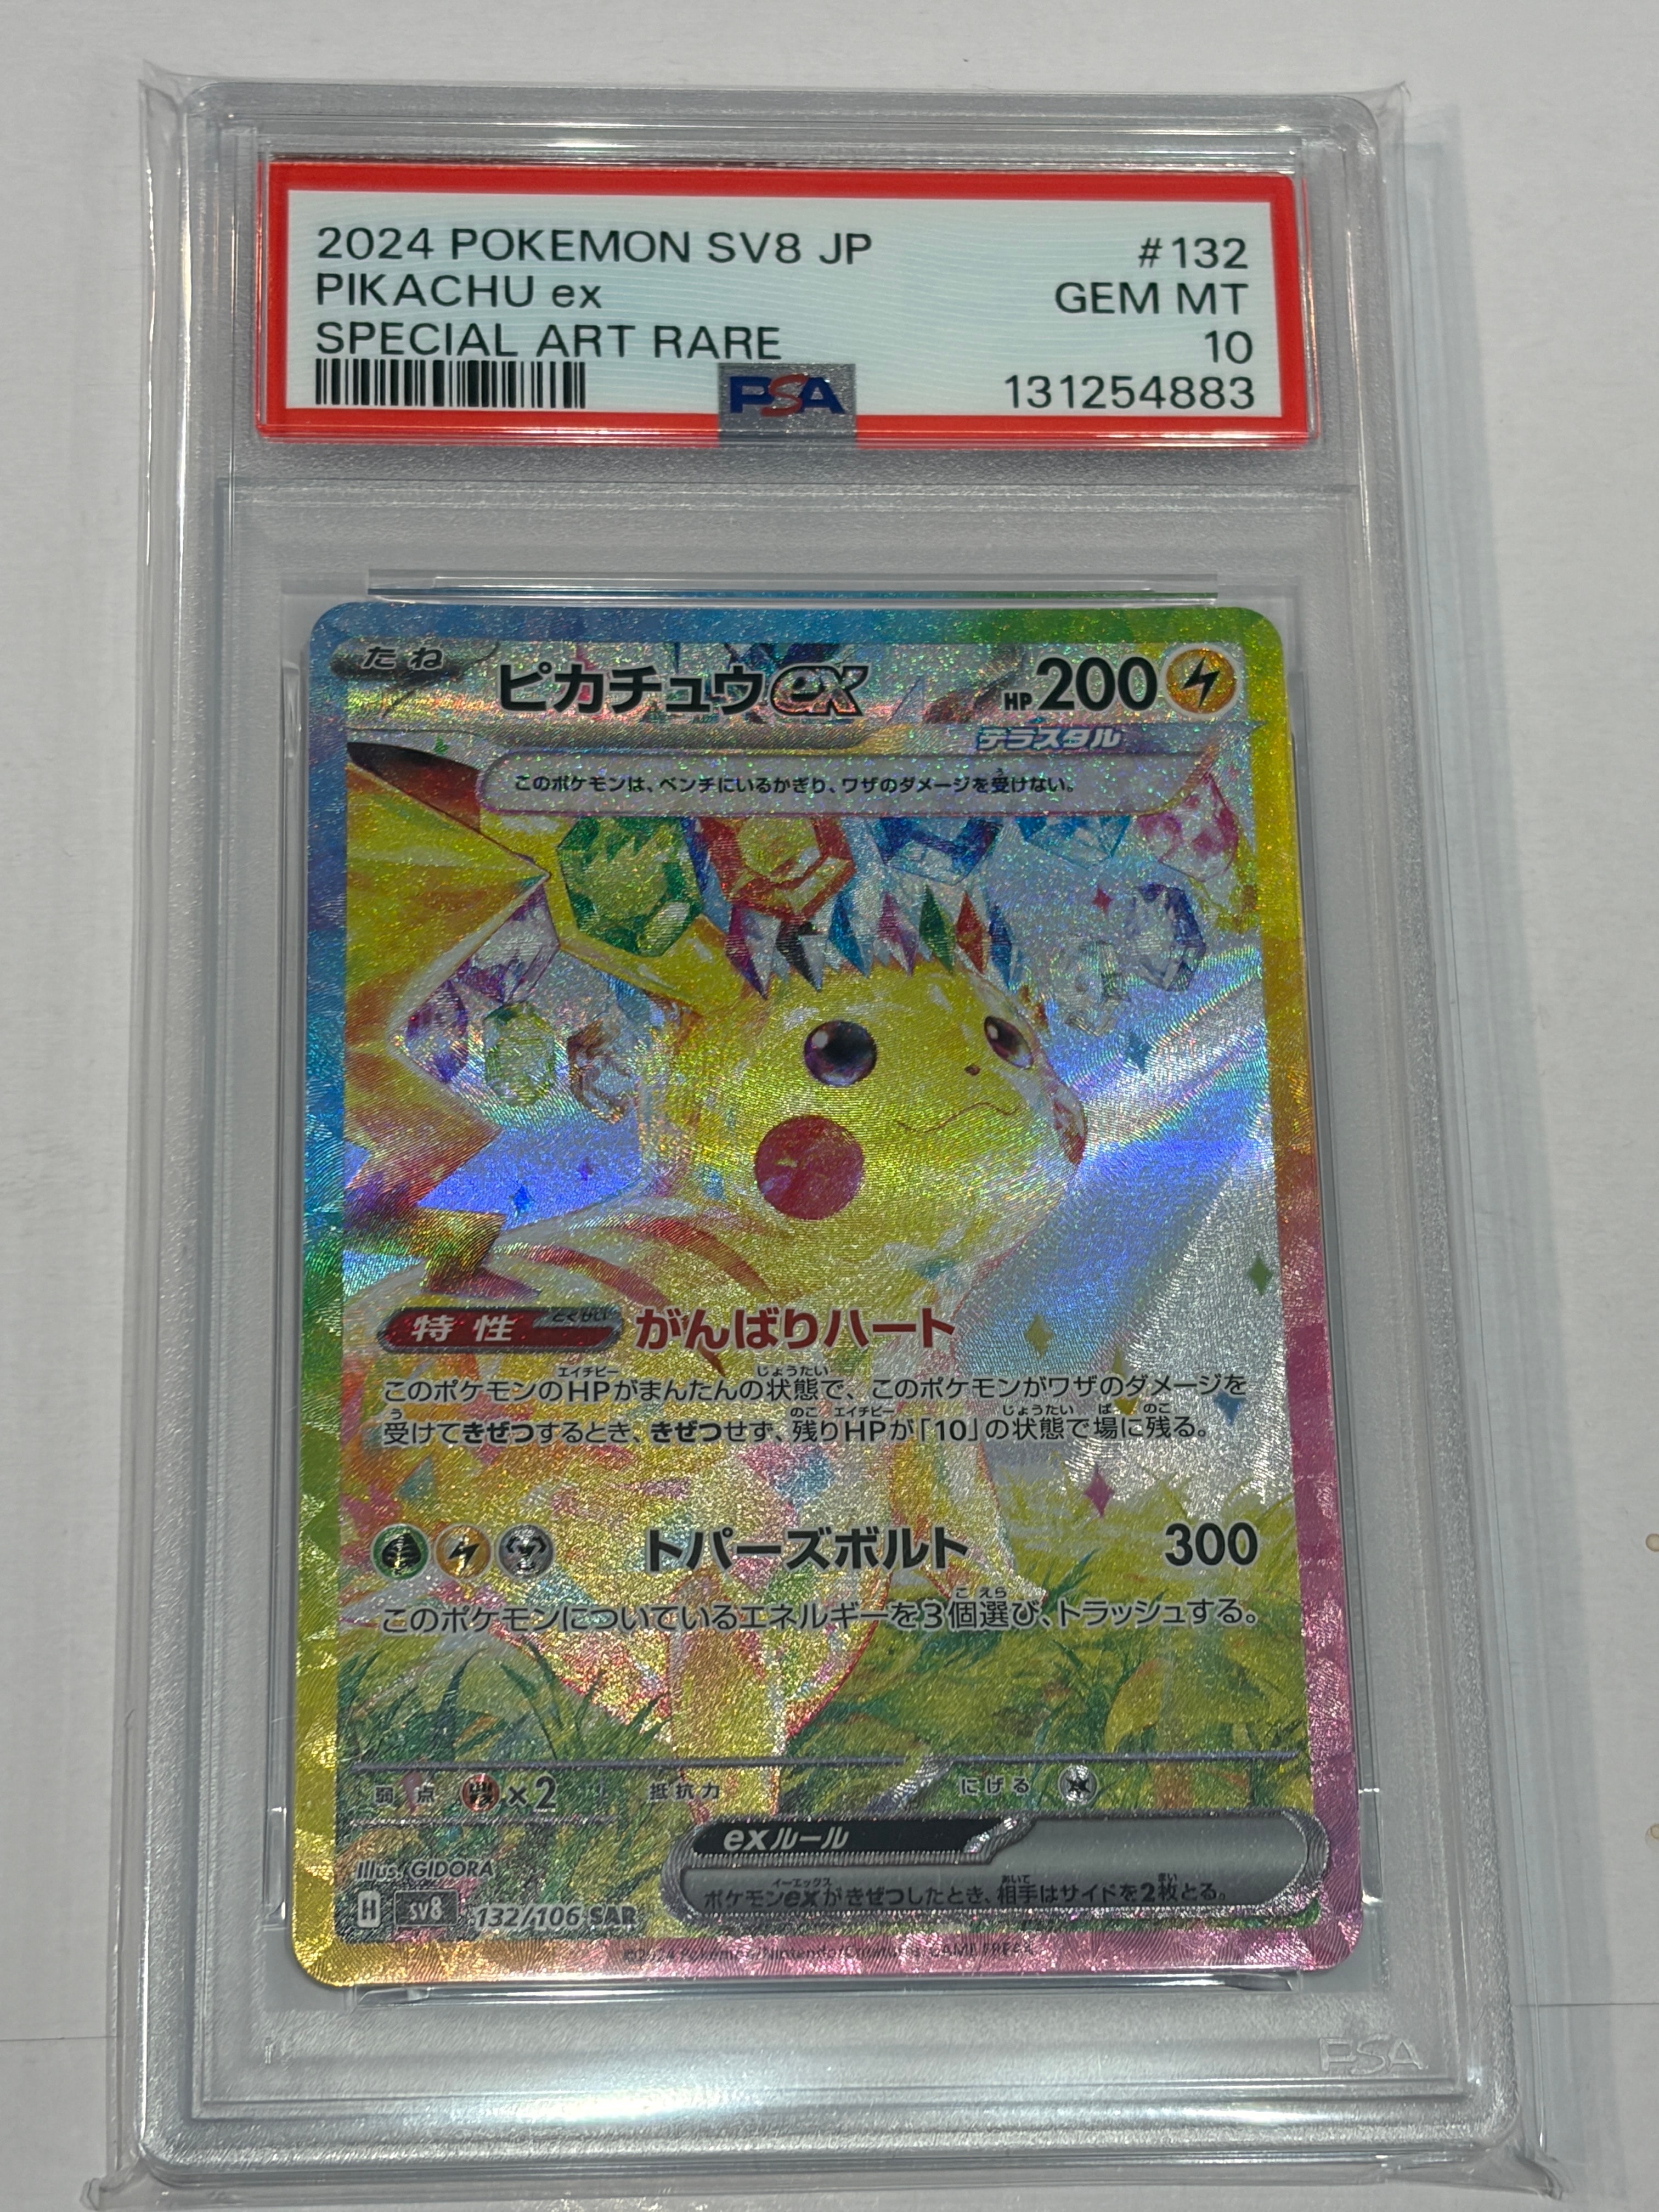 2024 POKEMON SV8 JP #132
PIKACHU ex GEM MT
SPECIAL ART RARE 10
PSA 131254883
たね ピカチュウex HP200
テラスタル
このポケモンは、ベンチにいるかぎり、ワザのダメージを受けない。
特性 とくせい がんばりハート
このポケモンのHPがまんたんの状態で、このポケモンがワザのダメージを
受けてきぜつするとき、きぜつせず、残りHPが「10」の状態で場に残る。
トパーズボルト 300
このポケモンについているエネルギーを3個選び、トラッシュする。
弱点 ×2 抵抗力 にげる
exルール
ポケモンexがきぜつしたとき、相手はサイドを2枚とる。
Illus. GIDORA
H SV8 132/106 SAR
©2024 Pokémon/Nintendo/Creatures/GAME FREAK
PSA